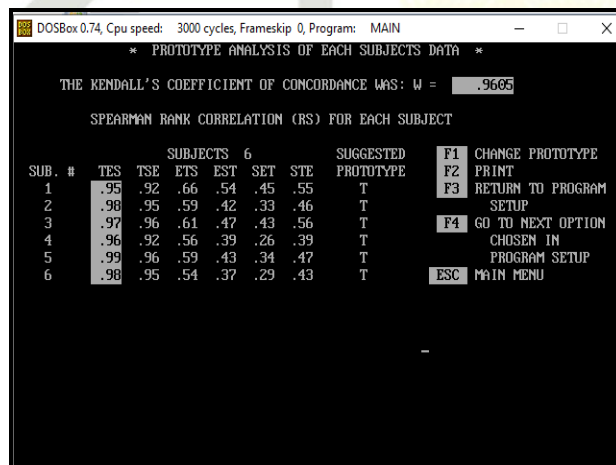 DOSBox 0.74, Cpu speed: 3000 cycles, Frameskip 0, Program: MAIN
* PROTOTYPE ANALYSIS OF EACH SUBJECTS DATA *
THE KENDALL'S COEFFICIENT OF CONCORDANCE WAS: W = .9605
SPEARMAN RANK CORRELATION (RS) FOR EACH SUBJECT
SUBJECTS 6 SUGGESTED F1 CHANGE PROTOTYPE
SUB. # TES TSE ETS EST SET STE PROTOTYPE F2 PRINT
1 .95 .92 .66 .54 .45 .55 T F3 RETURN TO PROGRAM
2 .98 .95 .59 .42 .33 .46 T SETUP
3 .97 .96 .61 .47 .43 .56 T F4 GO TO NEXT OPTION
4 .96 .92 .56 .39 .26 .39 T CHOSEN IN
5 .99 .96 .59 .43 .34 .47 T PROGRAM SETUP
6 .98 .95 .54 .37 .29 .43 T ESC MAIN MENU